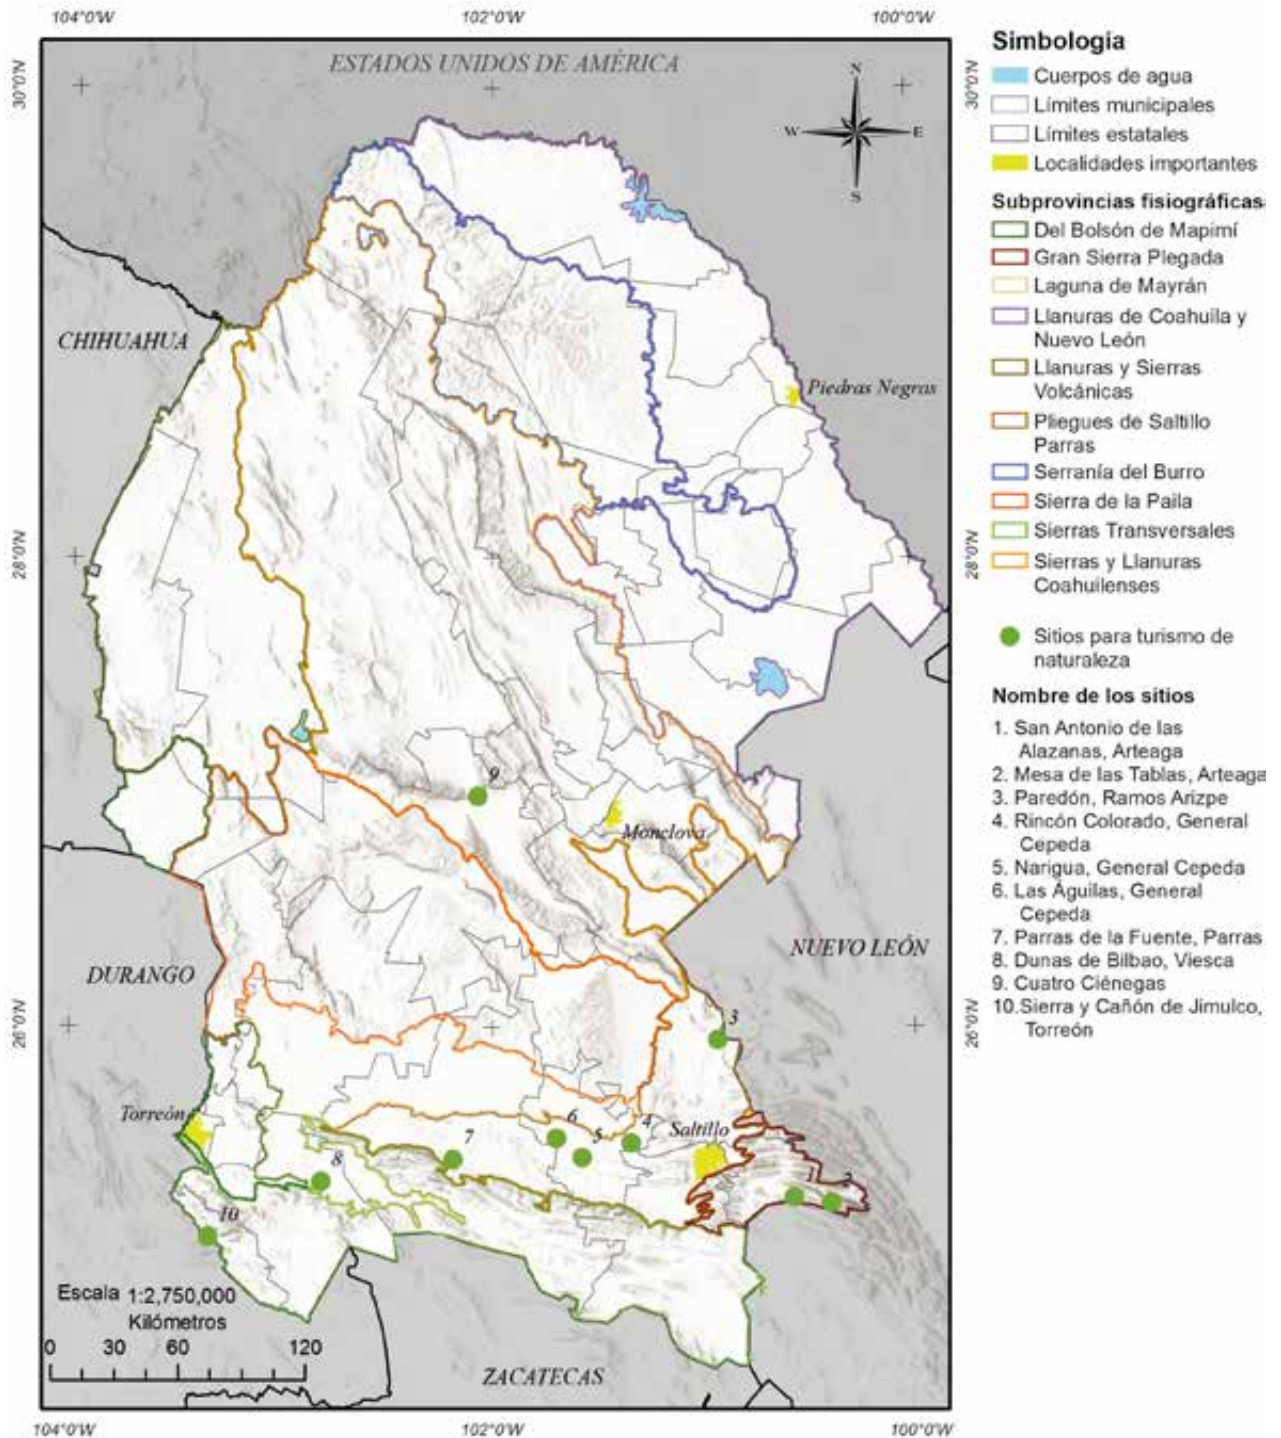 104°0'W
102°0'W
100°0'W
30°0'N
30°0'N
ESTADOS UNIDOS DE AMÉRICA
N
W
E
S
CHIHUAHUA
Piedras Negras
28°0'N
28°0'N
9
Monclova
NUEVO LEÓN
DURANGO
26°0'N
26°0'N
3
Torreón
6
4
Saltillo
7
5
8
1
2
10
Escala 1:2,750,000
Kilómetros
0 30 60 120
ZACATECAS
104°0'W
102°0'W
100°0'W
Simbología
Cuerpos de agua
Límites municipales
Límites estatales
Localidades importantes
Subprovincias fisiográficas
Del Bolsón de Mapimí
Gran Sierra Plegada
Laguna de Mayrán
Llanuras de Coahuila y
Nuevo León
Llanuras y Sierras
Volcánicas
Pliegues de Saltillo
Parras
Serranía del Burro
Sierra de la Paila
Sierras Transversales
Sierras y Llanuras
Coahuilenses
Sitios para turismo de
naturaleza
Nombre de los sitios
1. San Antonio de las
Alazanas, Arteaga
2. Mesa de las Tablas, Arteaga
3. Paredón, Ramos Arizpe
4. Rincón Colorado, General
Cepeda
5. Narigua, General Cepeda
6. Las Águilas, General
Cepeda
7. Parras de la Fuente, Parras
8. Dunas de Bilbao, Viesca
9. Cuatro Ciénegas
10.Sierra y Cañón de Jimulco,
Torreón